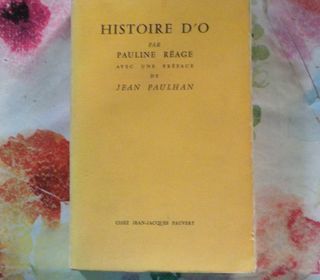 HISTOIRE D'O
PAR
PAULINE RÉAGE
AVEC UNE PRÉFACE
DE
JEAN PAULHAN
CHEZ JEAN-JACQUES PAUVERT